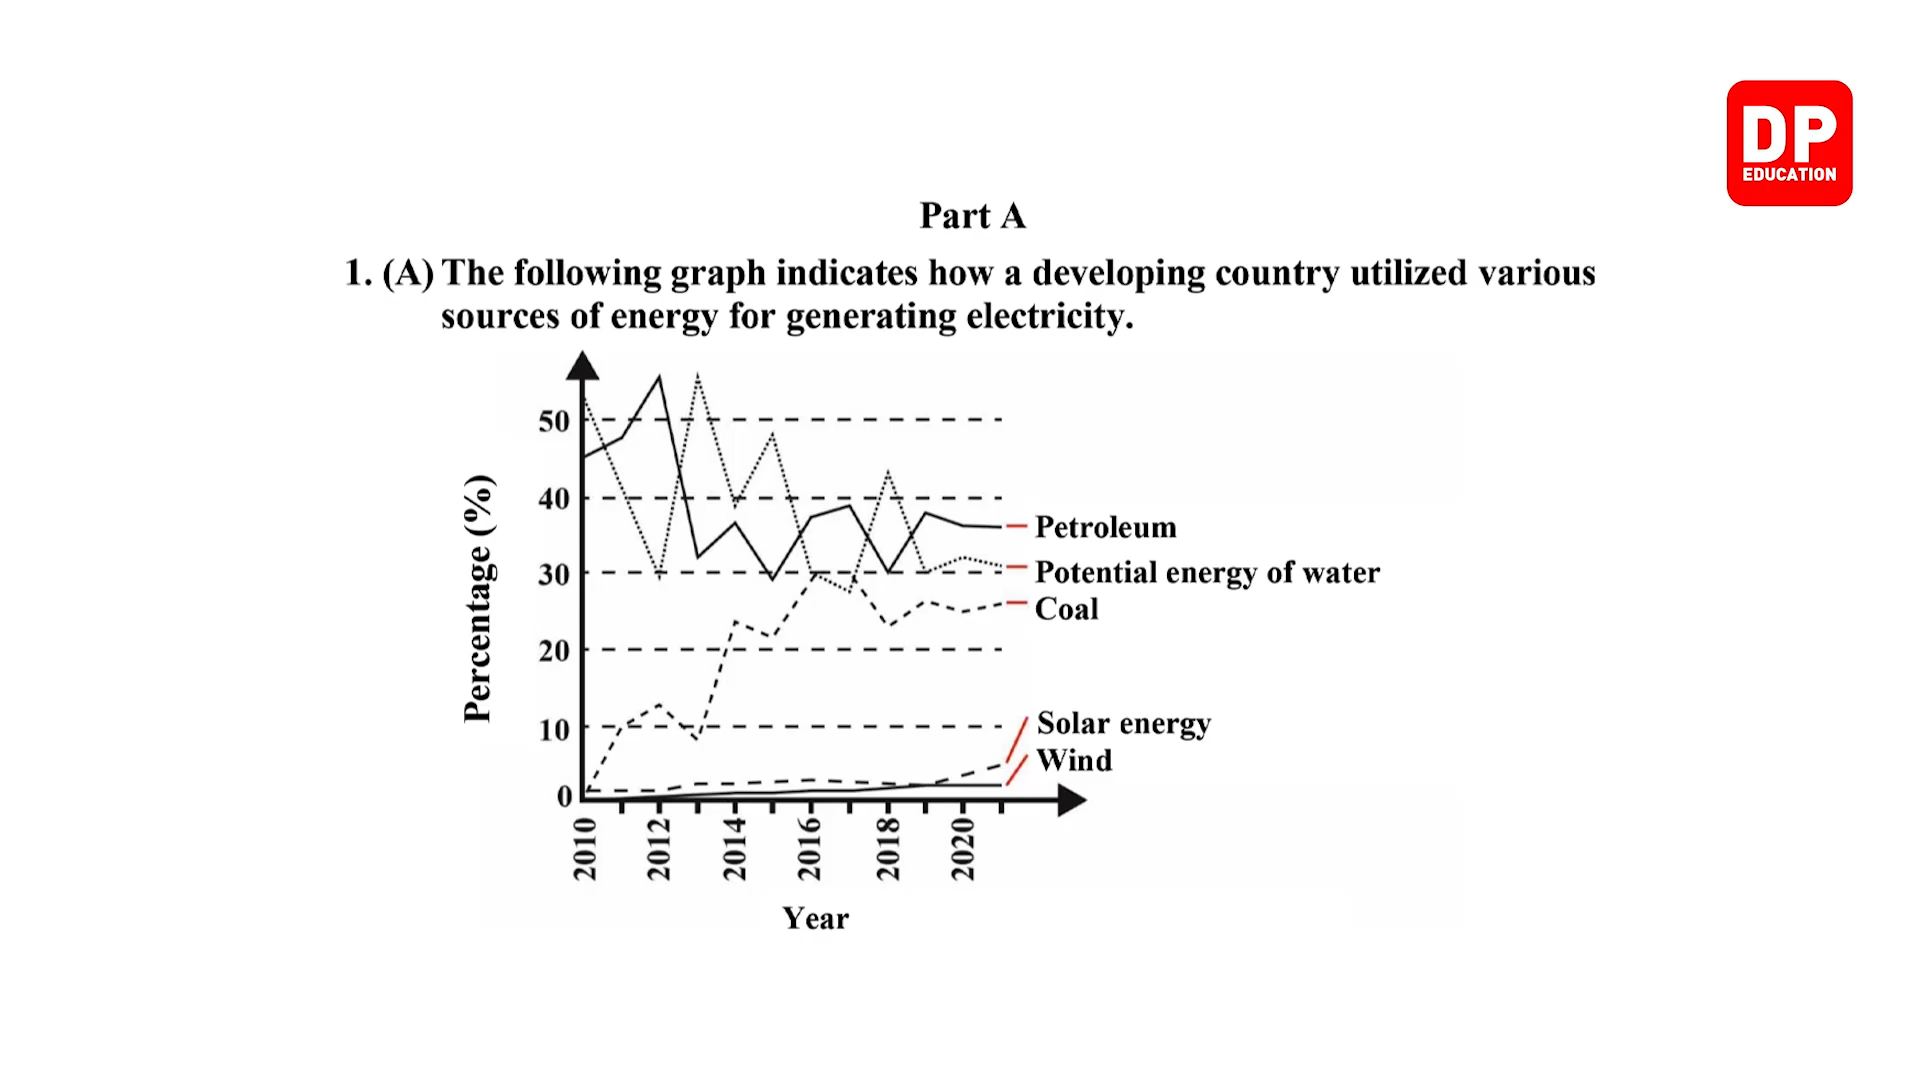 DP
EDUCATION
Part A
1. (A) The following graph indicates how a developing country utilized various
sources of energy for generating electricity.
50
40
30
20
10
0
Percentage (%)
Petroleum
Potential energy of water
Coal
Solar energy
Wind
2010
2012
2014
2016
2018
2020
Year